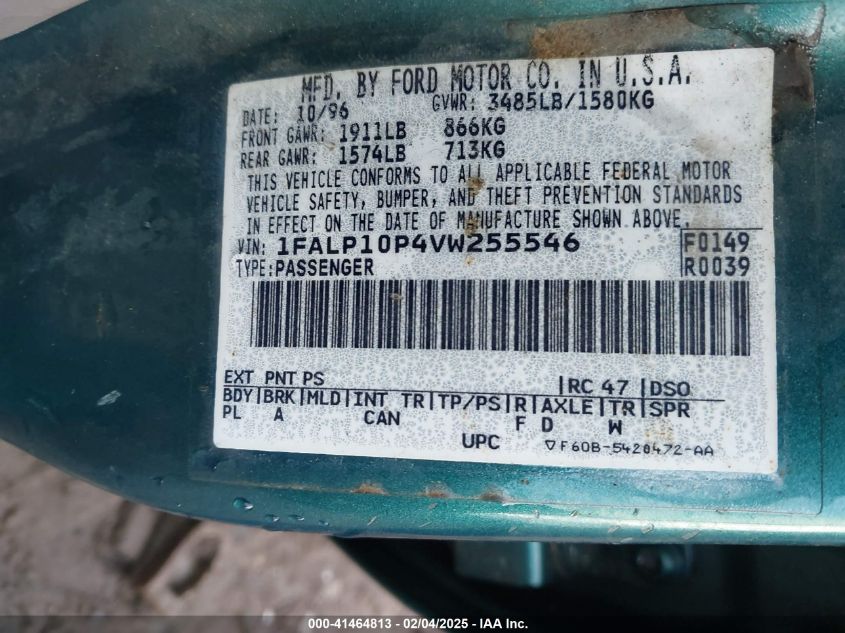 MFD. BY FORD MOTOR CO. IN U.S.A.
DATE: 10/96 GVWR: 3485LB/1580KG
FRONT GAWR: 1911LB 866KG
REAR GAWR: 1574LB 713KG
THIS VEHICLE CONFORMS TO ALL APPLICABLE FEDERAL MOTOR
VEHICLE SAFETY, BUMPER, AND THEFT PREVENTION STANDARDS
IN EFFECT ON THE DATE OF MANUFACTURE SHOWN ABOVE.
VIN: 1FALP10P4VW255546 F0149
TYPE: PASSENGER R0039
EXT PNT PS |RC 47 |DSO
BDY|BRK|MLD|INT TR|TP/PS|R|AXLE|TR|SPR
PL A CAN F D W
UPC ▽F60B-5420472-AA
000-41464813 - 02/04/2025 - IAA Inc.